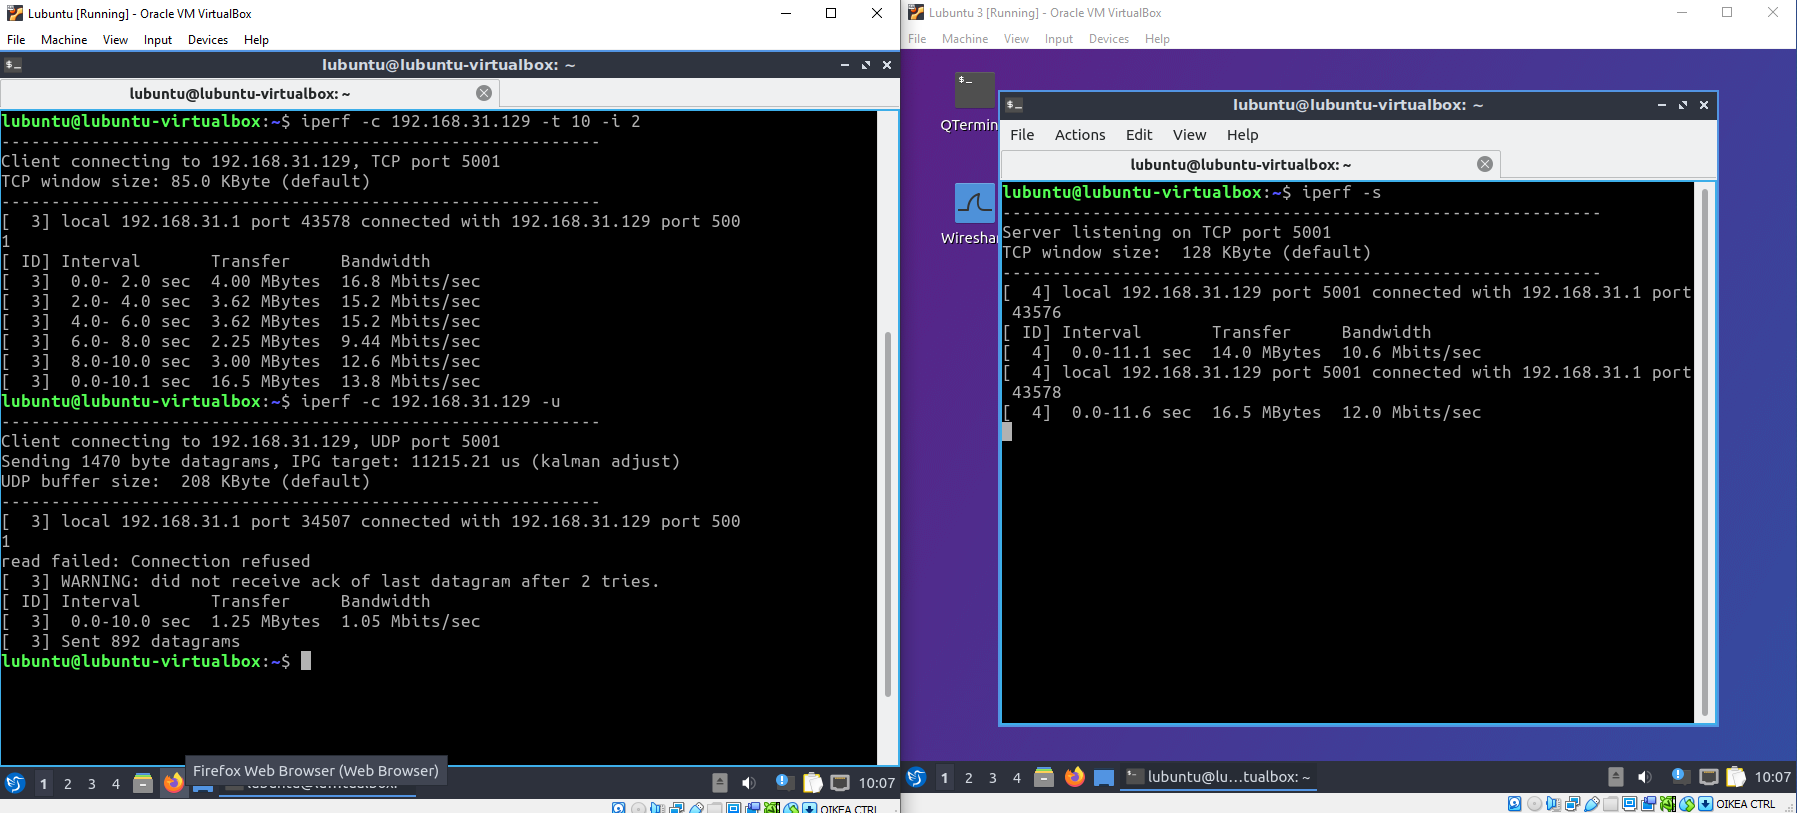 Lubuntu [Running] - Oracle VM VirtualBox
File Machine View Input Devices Help
lubuntu@lubuntu-virtualbox: ~
lubuntu@lubuntu-virtualbox: ~
lubuntu@lubuntu-virtualbox:~$ iperf -c 192.168.31.129 -t 10 -i 2
------------------------------------------------------------
Client connecting to 192.168.31.129, TCP port 5001
TCP window size: 85.0 KByte (default)
------------------------------------------------------------
[  3] local 192.168.31.1 port 43578 connected with 192.168.31.129 port 500
1
[ ID] Interval       Transfer     Bandwidth
[  3]  0.0- 2.0 sec  4.00 MBytes  16.8 Mbits/sec
[  3]  2.0- 4.0 sec  3.62 MBytes  15.2 Mbits/sec
[  3]  4.0- 6.0 sec  3.62 MBytes  15.2 Mbits/sec
[  3]  6.0- 8.0 sec  2.25 MBytes  9.44 Mbits/sec
[  3]  8.0-10.0 sec  3.00 MBytes  12.6 Mbits/sec
[  3]  0.0-10.1 sec  16.5 MBytes  13.8 Mbits/sec
lubuntu@lubuntu-virtualbox:~$ iperf -c 192.168.31.129 -u
------------------------------------------------------------
Client connecting to 192.168.31.129, UDP port 5001
Sending 1470 byte datagrams, IPG target: 11215.21 us (kalman adjust)
UDP buffer size:  208 KByte (default)
------------------------------------------------------------
[  3] local 192.168.31.1 port 34507 connected with 192.168.31.129 port 500
1
read failed: Connection refused
[  3] WARNING: did not receive ack of last datagram after 2 tries.
[ ID] Interval       Transfer     Bandwidth
[  3]  0.0-10.0 sec  1.25 MBytes  1.05 Mbits/sec
[  3] Sent 892 datagrams
lubuntu@lubuntu-virtualbox:~$
Firefox Web Browser (Web Browser)
1 2 3 4
10:07
OIKEA CTRL
Lubuntu 3 [Running] - Oracle VM VirtualBox
File Machine View Input Devices Help
QTermin
Wireshar
lubuntu@lubuntu-virtualbox: ~
File Actions Edit View Help
lubuntu@lubuntu-virtualbox: ~
lubuntu@lubuntu-virtualbox:~$ iperf -s
------------------------------------------------------------
Server listening on TCP port 5001
TCP window size:  128 KByte (default)
------------------------------------------------------------
[  4] local 192.168.31.129 port 5001 connected with 192.168.31.1 port
43576
[ ID] Interval       Transfer     Bandwidth
[  4]  0.0-11.1 sec  14.0 MBytes  10.6 Mbits/sec
[  4] local 192.168.31.129 port 5001 connected with 192.168.31.1 port
43578
[  4]  0.0-11.6 sec  16.5 MBytes  12.0 Mbits/sec
1 2 3 4
lubuntu@lu…tualbox: ~
10:07
OIKEA CTRL